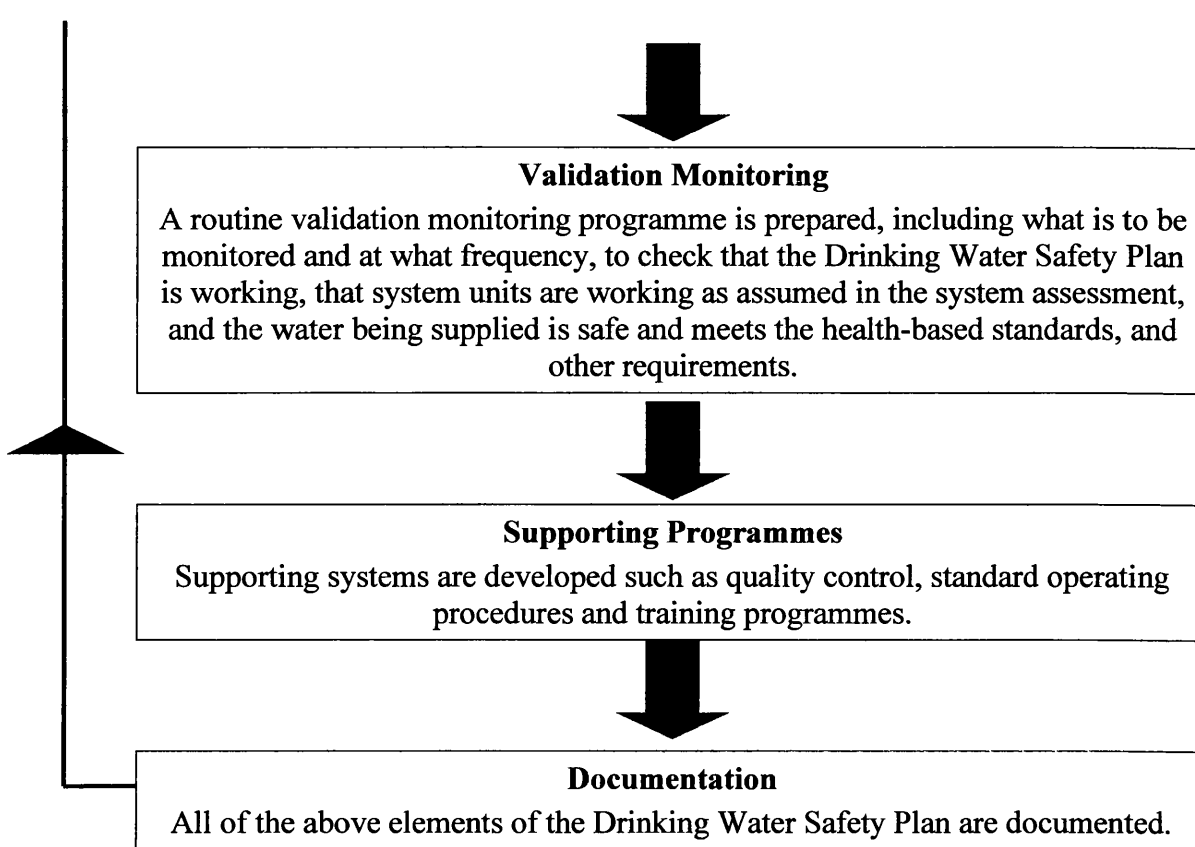 Validation Monitoring
A routine validation monitoring programme is prepared, including what is to be
monitored and at what frequency, to check that the Drinking Water Safety Plan
is working, that system units are working as assumed in the system assessment,
and the water being supplied is safe and meets the health-based standards, and
other requirements.
Supporting Programmes
Supporting systems are developed such as quality control, standard operating
procedures and training programmes.
Documentation
All of the above elements of the Drinking Water Safety Plan are documented.